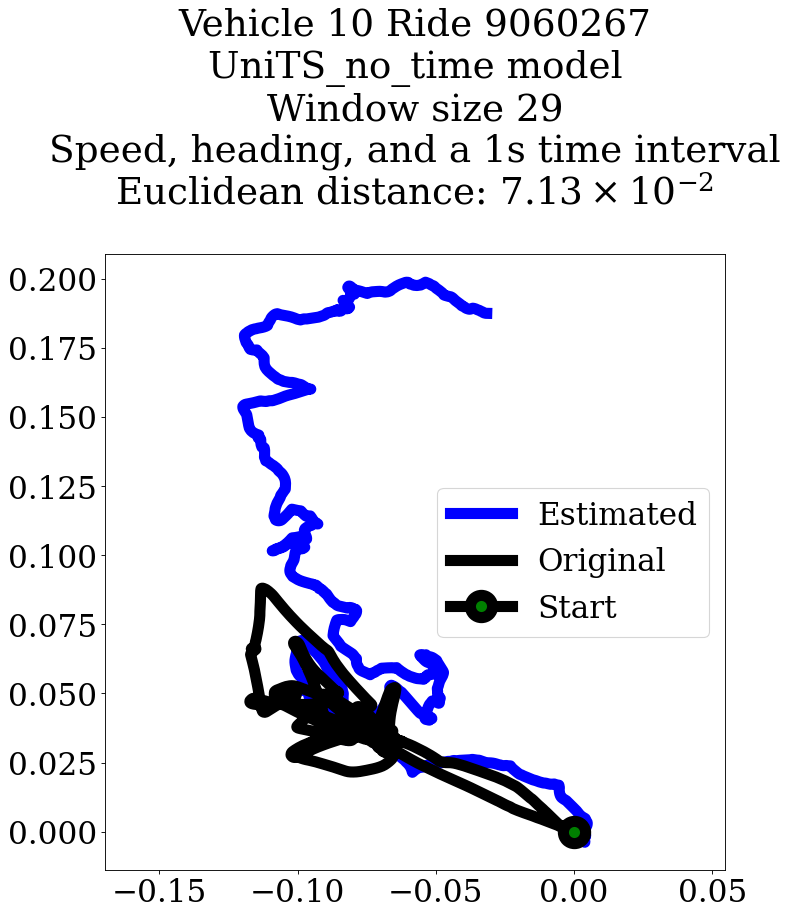 Vehicle 10 Ride 9060267
UniTS_no_time model
Window size 29
Speed, heading, and a 1s time interval
Euclidean distance: 7.13 × 10⁻²
0.200
0.175
0.150
0.125
0.100
0.075
0.050
0.025
0.000
Estimated
Original
Start
−0.15 −0.10 −0.05 0.00 0.05